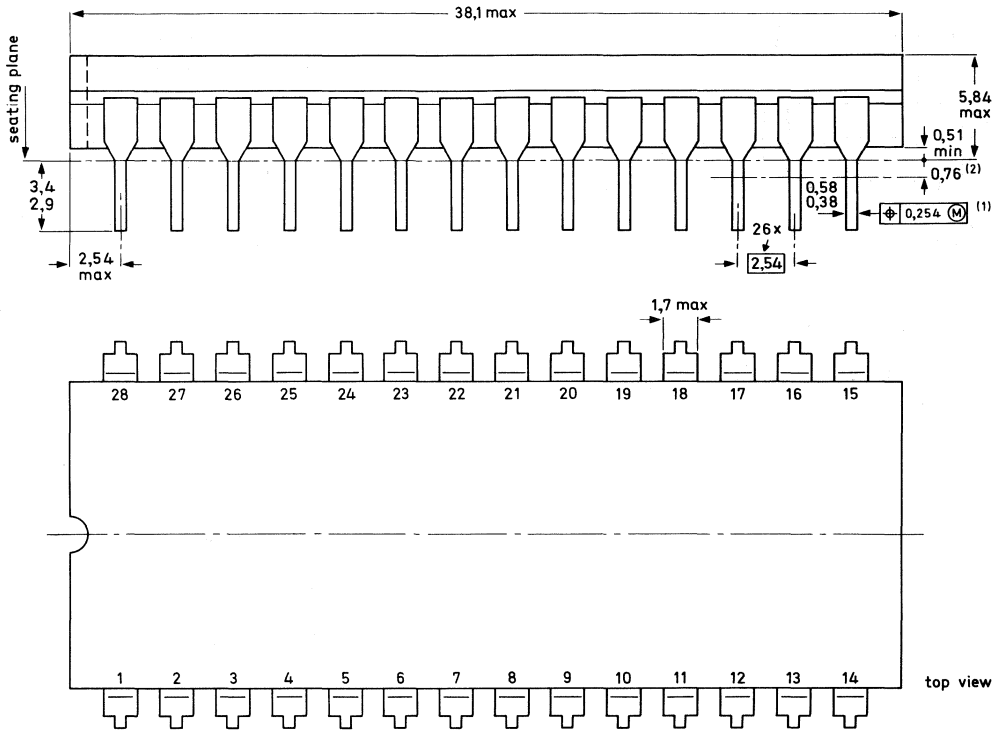 38,1 max
seating plane
5,84
max
0,51
min
0,76 (2)
3,4
2,9
0,58
0,38
⌖ 0,254 Ⓜ (1)
26x
2,54
2,54
max
1,7 max
28 27 26 25 24 23 22 21 20 19 18 17 16 15
1 2 3 4 5 6 7 8 9 10 11 12 13 14
top view